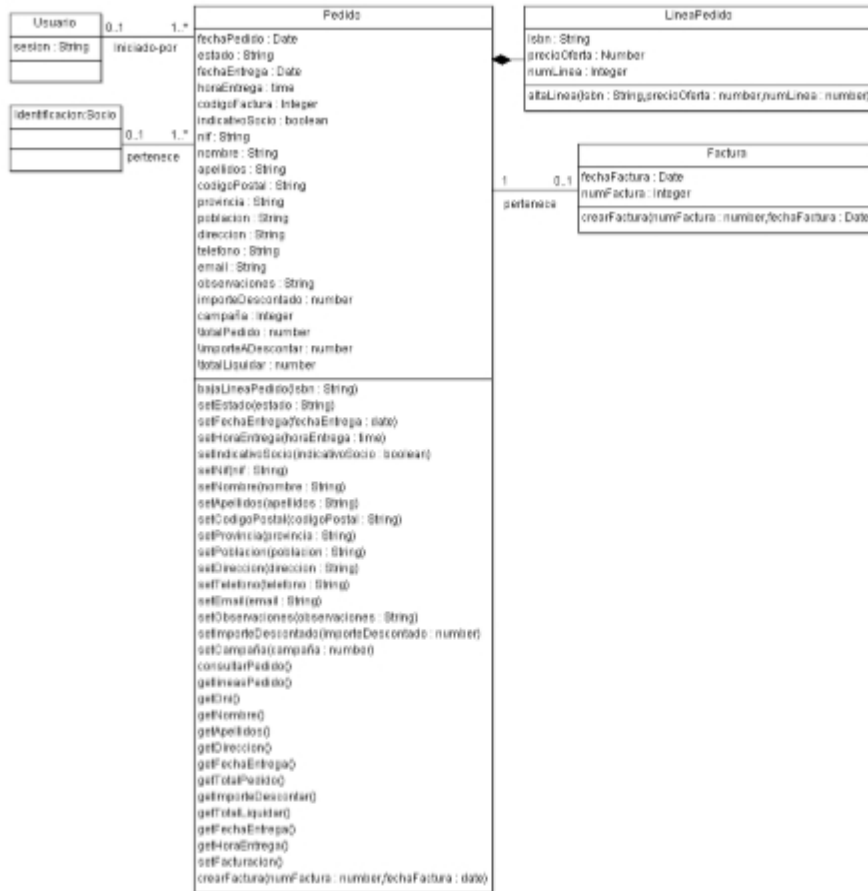 Usuario
sesion : String
0..1
1..*
Iniciado-por
Identificacion:Socio
0..1
1..*
pertenece
Pedido
fechaPedido : Date
estado : String
fechaEntrega : Date
horaEntrega : time
codigoFactura : Integer
indicativoSocio : boolean
nif : String
nombre : String
apellidos : String
codigoPostal : String
provincia : String
poblacion : String
direccion : String
telefono : String
email : String
observaciones : String
importeDescontado : number
campaña : Integer
\totalPedido : number
\importeADescontar : number
\totalLiquidar : number
bajaLineaPedido(isbn : String)
setEstado(estado : String)
setFechaEntrega(fechaEntrega : date)
setHoraEntrega(horaEntrega : time)
setIndicativoSocio(indicativoSocio : boolean)
setNif(nif : String)
setNombre(nombre : String)
setApellidos(apellidos : String)
setCodigoPostal(codigoPostal : String)
setProvincia(provincia : String)
setPoblacion(poblacion : String)
setDireccion(direccion : String)
setTelefono(telefono : String)
setEmail(email : String)
setObservaciones(observaciones : String)
setImporteDescontado(importeDescontado : number)
setCampaña(campaña : number)
consultarPedido()
getlineasPedido()
getDni()
getNombre()
getApellidos()
getDireccion()
getFechaEntrega()
getTotalPedido()
getImporteDescontar()
getTotalLiquidar()
getFechaEntrega()
getHoraEntrega()
setFacturacion()
crearFactura(numFactura : number,fechaFactura : date)
LineaPedido
isbn : String
precioOferta : Number
numLinea : Integer
altaLinea(isbn : String,precioOferta : number,numLinea : number)
1
0..1
pertenece
Factura
fechaFactura : Date
numFactura : integer
crearFactura(numFactura : number,fechaFactura : Date